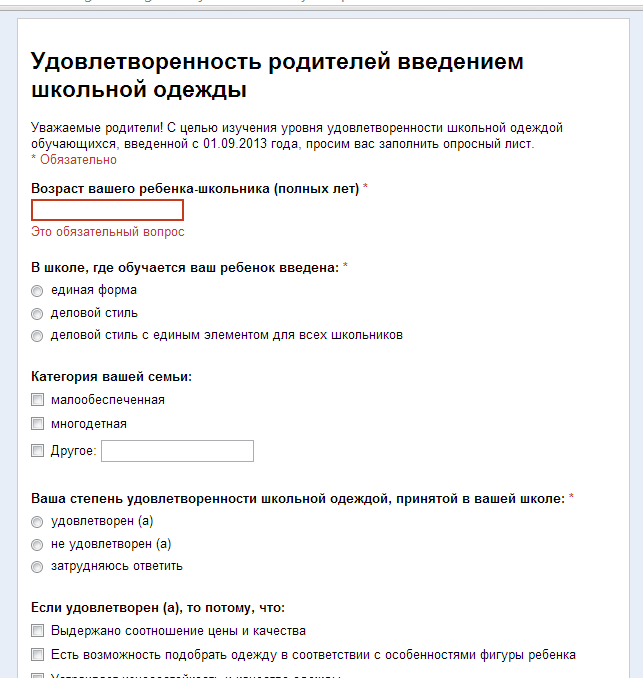 Удовлетворенность родителей введением
школьной одежды
Уважаемые родители! С целью изучения уровня удовлетворенности школьной одеждой
обучающихся, введенной с 01.09.2013 года, просим вас заполнить опросный лист.
* Обязательно
Возраст вашего ребенка-школьника (полных лет) *
Это обязательный вопрос
В школе, где обучается ваш ребенок введена: *
единая форма
деловой стиль
деловой стиль с единым элементом для всех школьников
Категория вашей семьи:
малообеспеченная
многодетная
Другое:
Ваша степень удовлетворенности школьной одеждой, принятой в вашей школе: *
удовлетворен (а)
не удовлетворен (а)
затрудняюсь ответить
Если удовлетворен (а), то потому, что:
Выдержано соотношение цены и качества
Есть возможность подобрать одежду в соответствии с особенностями фигуры ребенка